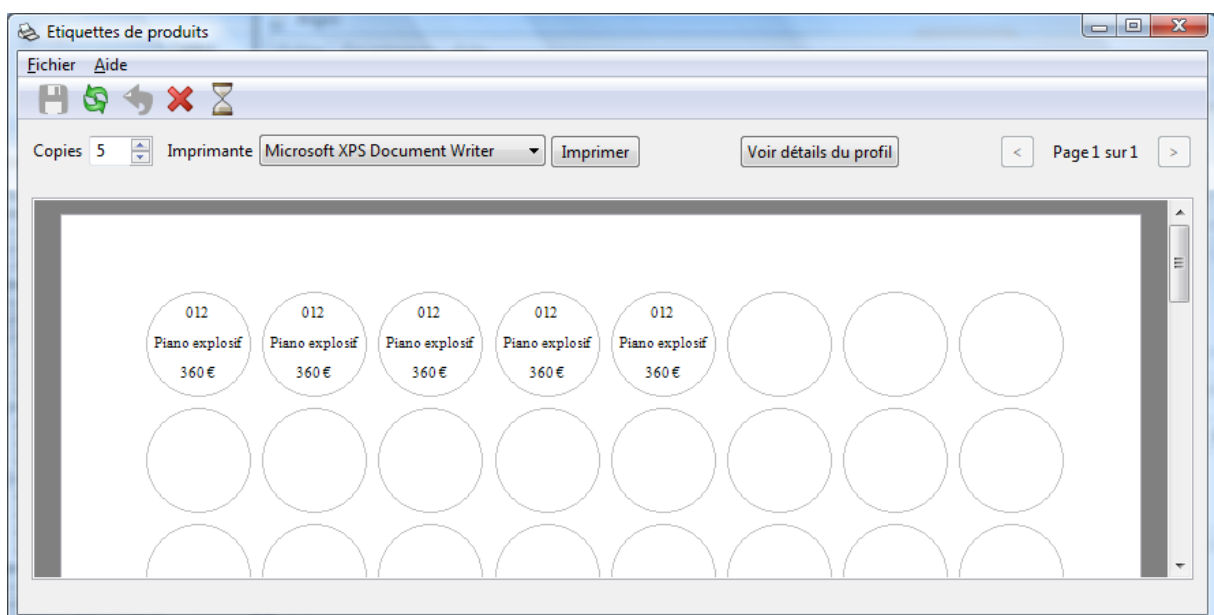 Etiquettes de produits
Fichier Aide
Copies 5 Imprimante Microsoft XPS Document Writer Imprimer Voir détails du profil < Page 1 sur 1 >
012 012 012 012 012
Piano explosif Piano explosif Piano explosif Piano explosif Piano explosif
360 € 360 € 360 € 360 € 360 €